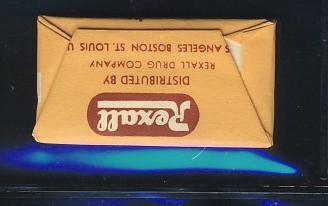 Rexall
DISTRIBUTED BY
REXALL DRUG COMPANY
ANGELES BOSTON ST. LOUIS U